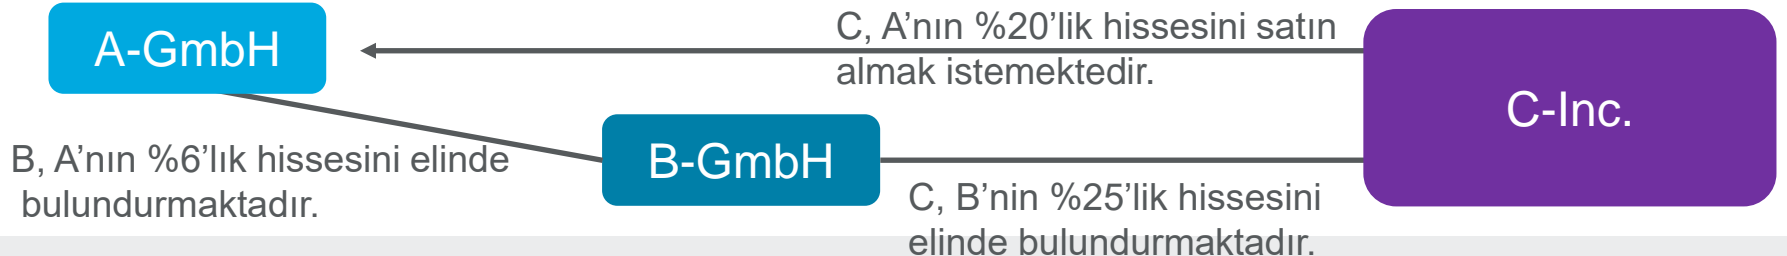 A-GmbH
C, A’nın %20’lik hissesini satın
almak istemektedir.
C-Inc.
B, A’nın %6’lık hissesini elinde
bulundurmaktadır.
B-GmbH
C, B’nin %25’lik hissesini
elinde bulundurmaktadır.